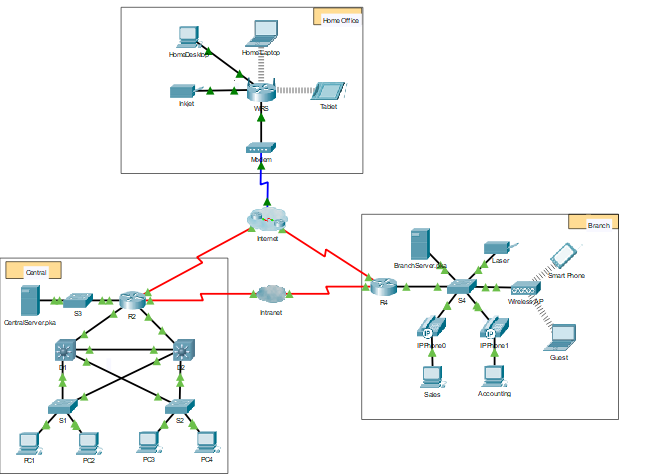 Home Office
HomeDesktop
HomeLaptop
Inkjet
WRS
Tablet
Modem
Internet
Branch
Central
BranchServer.pka
Laser
Smart Phone
CentralServer.pka
S3
R2
Intranet
R4
S4
Wireless AP
IP
IP
IPPhone0
IPPhone1
Guest
D1
D2
Sales
Accounting
S1
S2
PC1
PC2
PC3
PC4